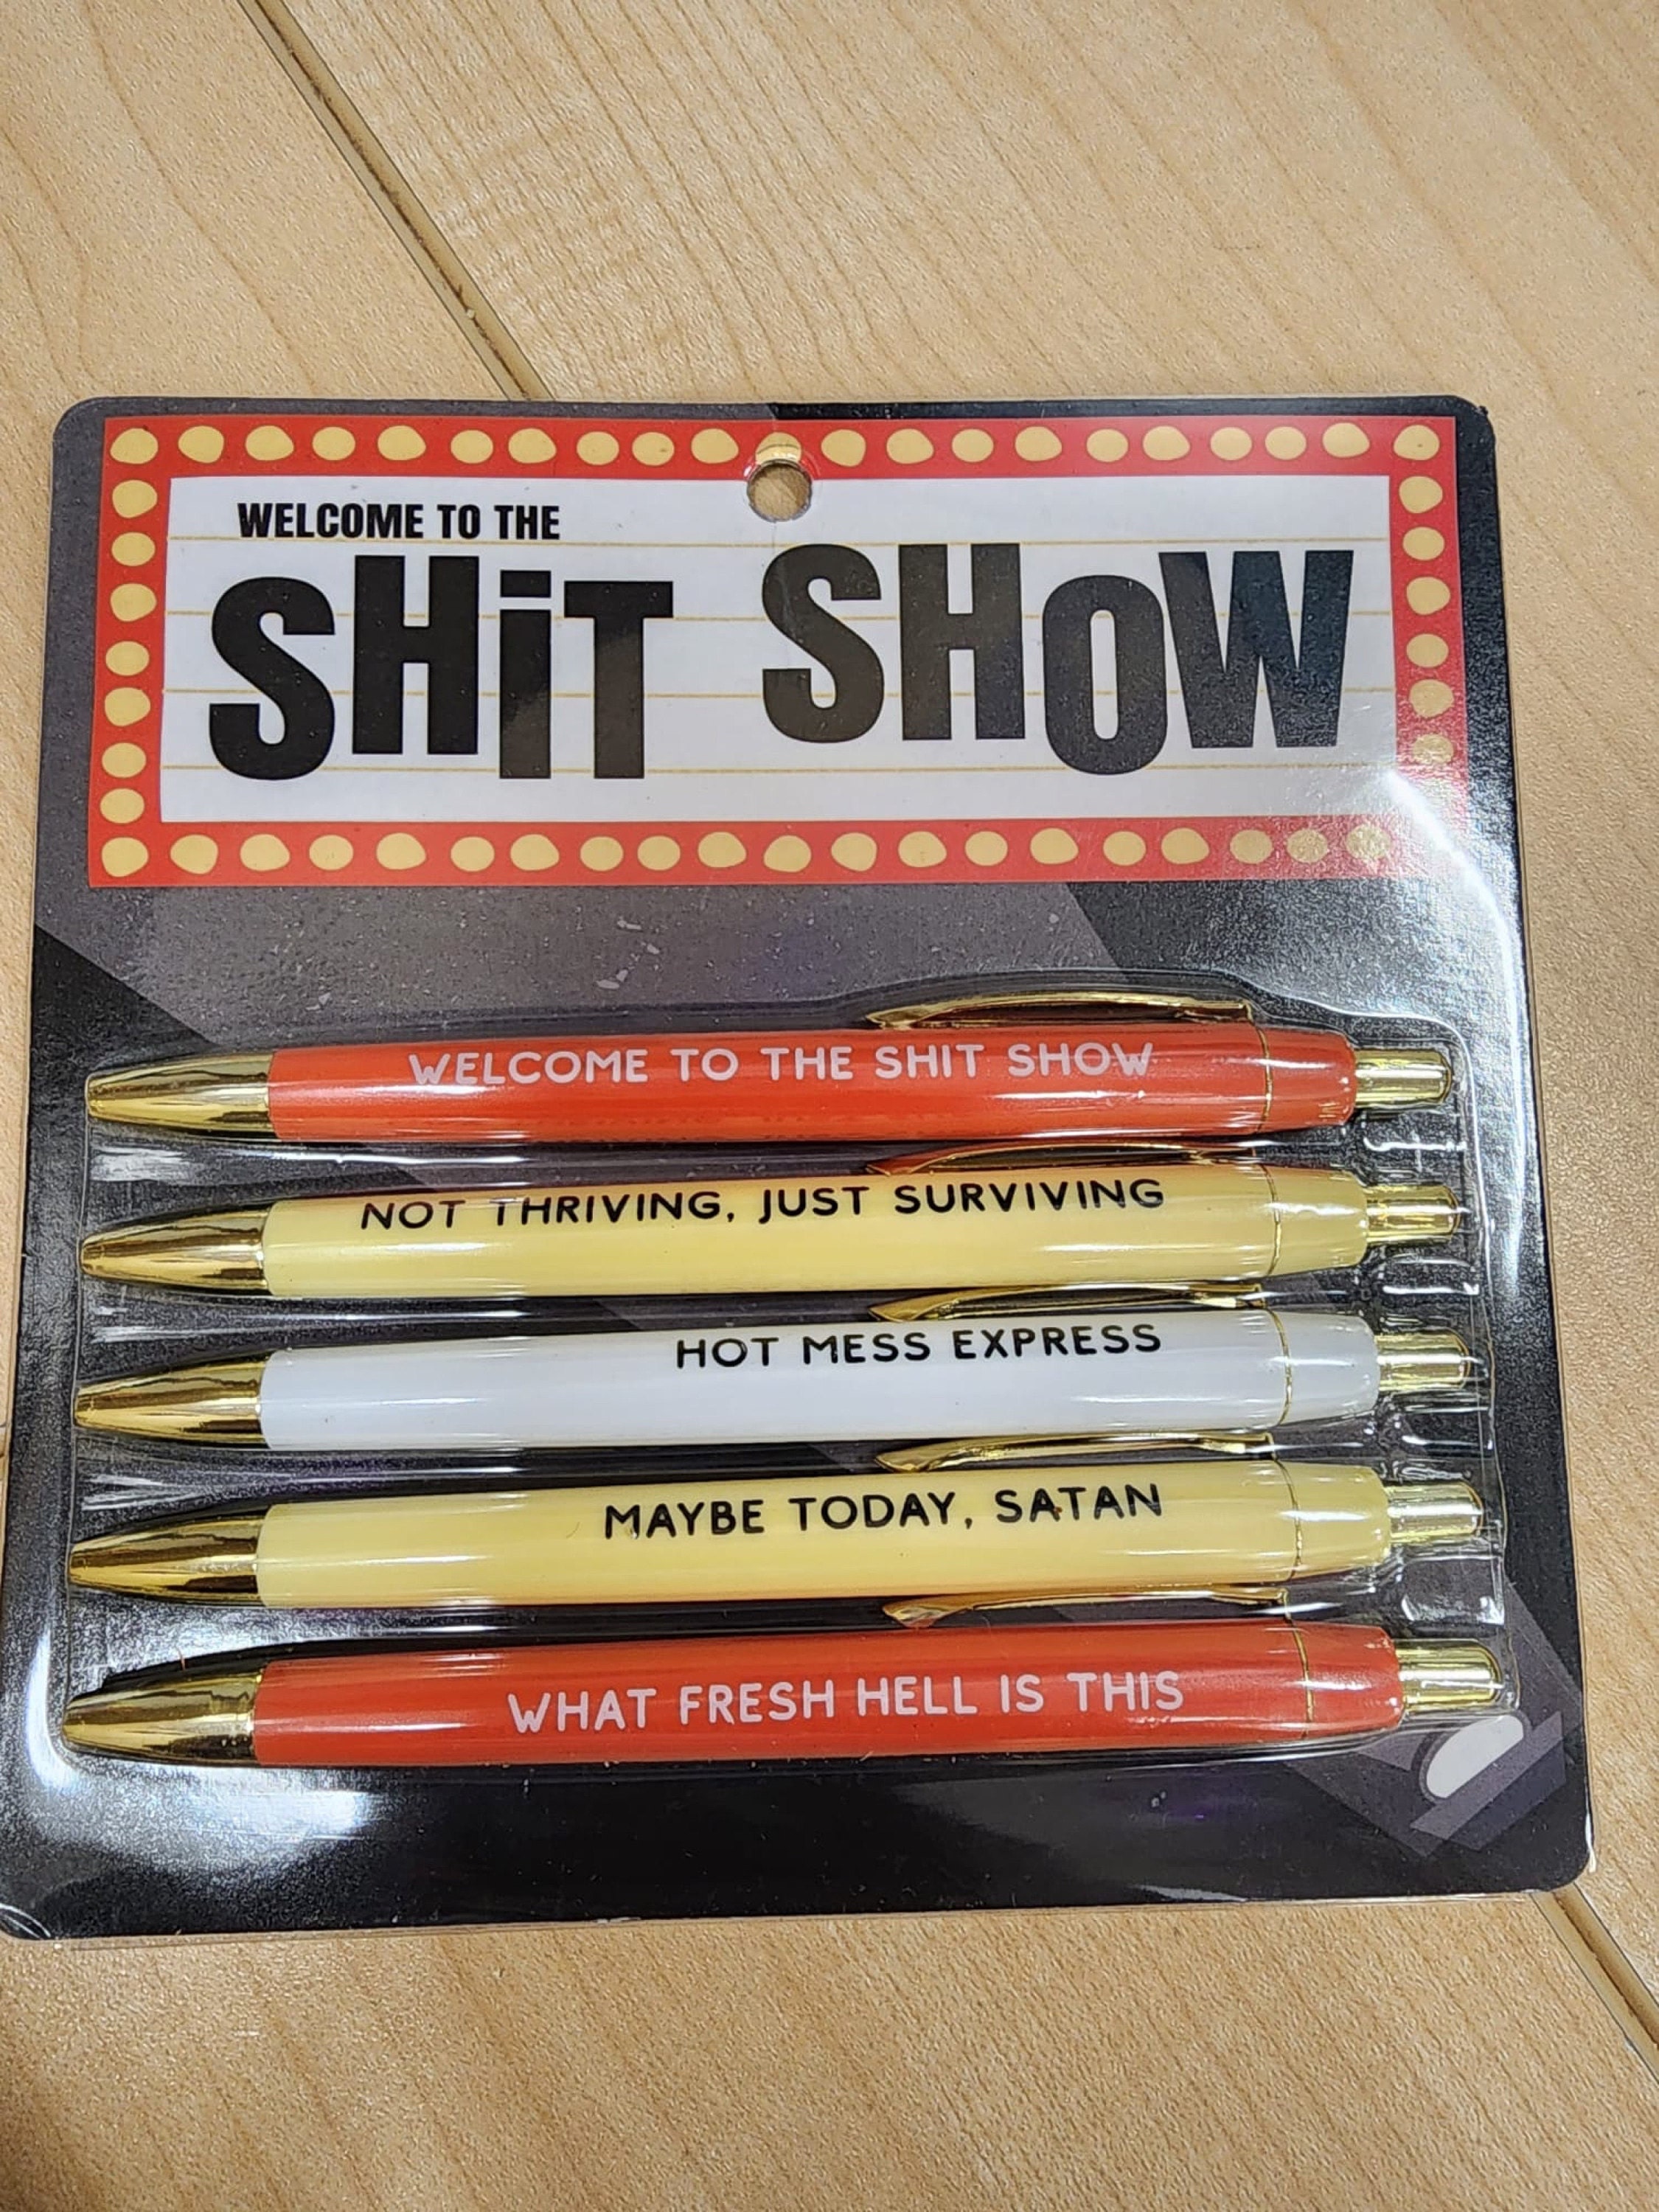 WELCOME TO THE
SHiT SHoW
WELCOME TO THE SHIT SHOW
NOT THRIVING, JUST SURVIVING
HOT MESS EXPRESS
MAYBE TODAY, SATAN
WHAT FRESH HELL IS THIS